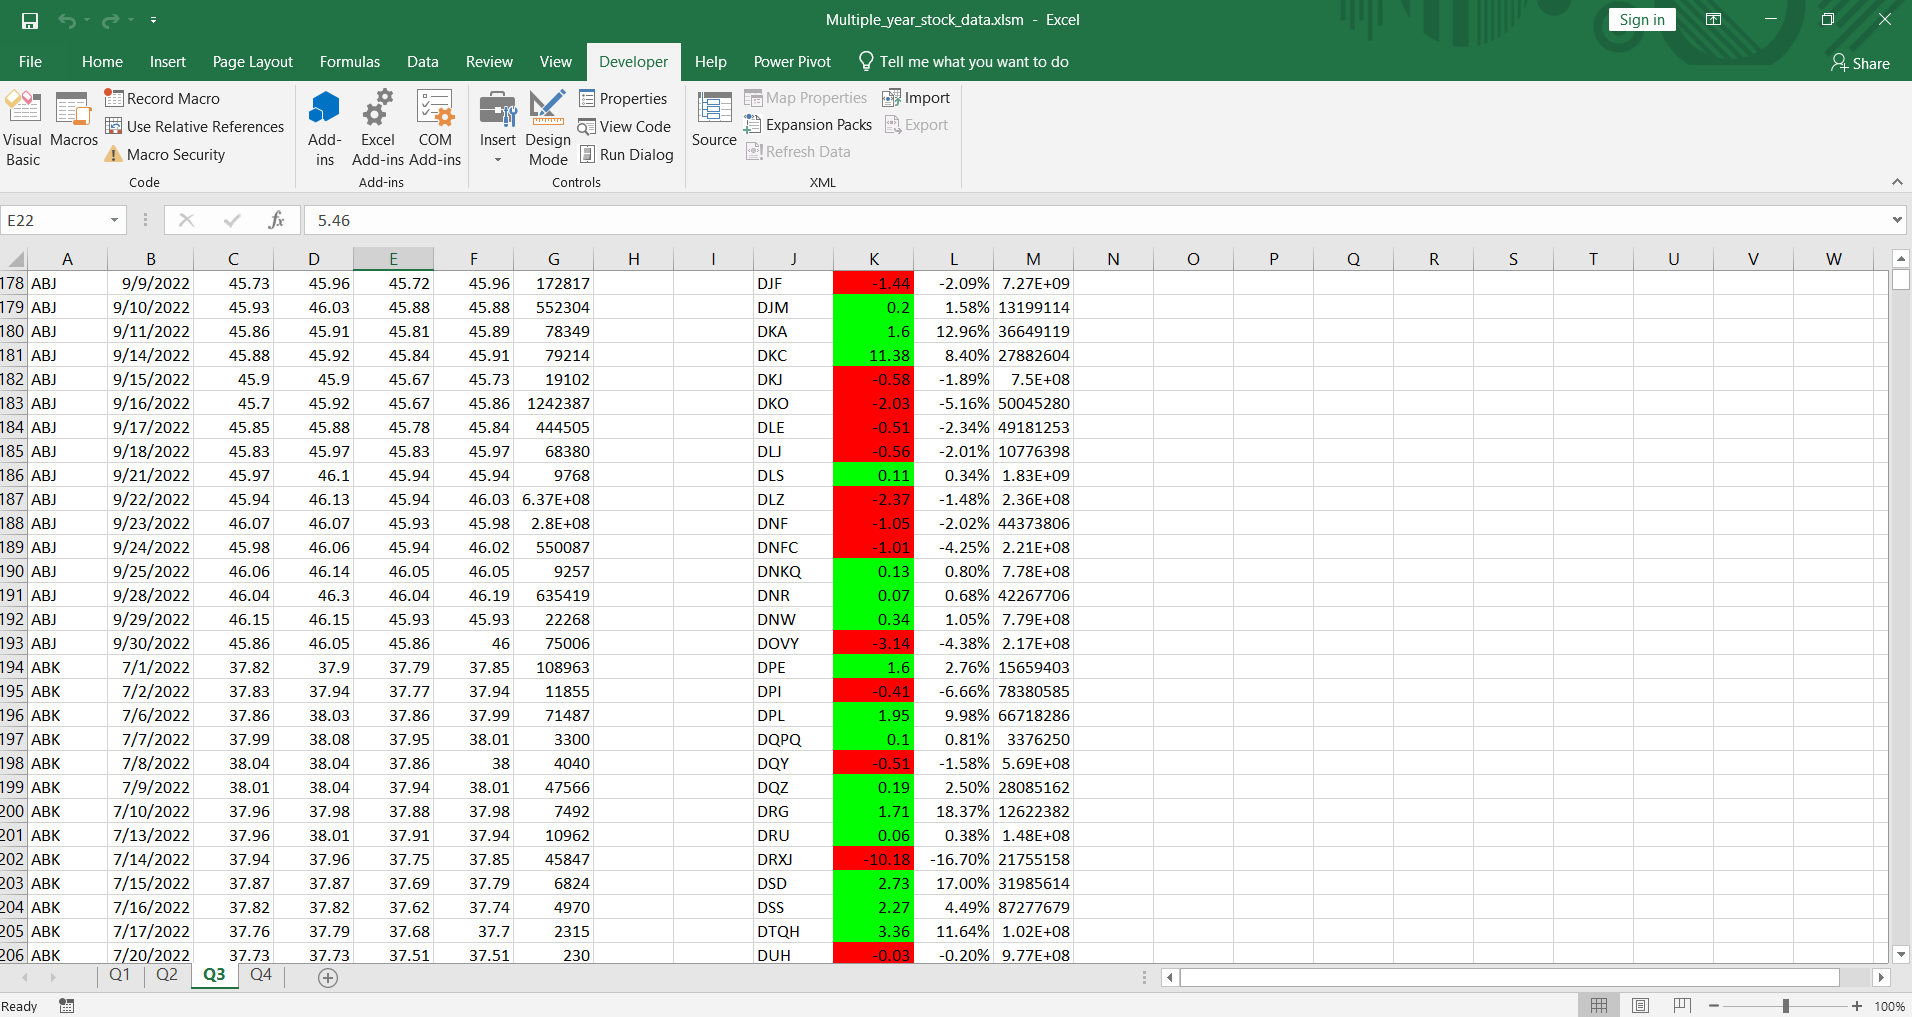 Multiple_year_stock_data.xlsm - Excel
Sign in
File Home Insert Page Layout Formulas Data Review View Developer Help Power Pivot Tell me what you want to do Share
Visual Basic
Macros
Record Macro
Use Relative References
Macro Security
Code
Add-ins
Excel Add-ins
COM Add-ins
Add-ins
Insert
Design Mode
Properties
View Code
Run Dialog
Controls
Source
Map Properties
Expansion Packs
Refresh Data
Import
Export
XML
E22 fx 5.46
A B C D E F G H I J K L M N O P Q R S T U V W
178 ABJ 9/9/2022 45.73 45.96 45.72 45.96 172817 DJF -1.44 -2.09% 7.27E+09
179 ABJ 9/10/2022 45.93 46.03 45.88 45.88 552304 DJM 0.2 1.58% 13199114
180 ABJ 9/11/2022 45.86 45.91 45.81 45.89 78349 DKA 1.6 12.96% 36649119
181 ABJ 9/14/2022 45.88 45.92 45.84 45.91 79214 DKC 11.38 8.40% 27882604
182 ABJ 9/15/2022 45.9 45.9 45.67 45.73 19102 DKJ -0.58 -1.89% 7.5E+08
183 ABJ 9/16/2022 45.7 45.92 45.67 45.86 1242387 DKO -2.03 -5.16% 50045280
184 ABJ 9/17/2022 45.85 45.88 45.78 45.84 444505 DLE -0.51 -2.34% 49181253
185 ABJ 9/18/2022 45.83 45.97 45.83 45.97 68380 DLJ -0.56 -2.01% 10776398
186 ABJ 9/21/2022 45.97 46.1 45.94 45.94 9768 DLS 0.11 0.34% 1.83E+09
187 ABJ 9/22/2022 45.94 46.13 45.94 46.03 6.37E+08 DLZ -2.37 -1.48% 2.36E+08
188 ABJ 9/23/2022 46.07 46.07 45.93 45.98 2.8E+08 DNF -1.05 -2.02% 44373806
189 ABJ 9/24/2022 45.98 46.06 45.94 46.02 550087 DNFC -1.01 -4.25% 2.21E+08
190 ABJ 9/25/2022 46.06 46.14 46.05 46.05 9257 DNKQ 0.13 0.80% 7.78E+08
191 ABJ 9/28/2022 46.04 46.3 46.04 46.19 635419 DNR 0.07 0.68% 42267706
192 ABJ 9/29/2022 46.15 46.15 45.93 45.93 22268 DNW 0.34 1.05% 7.79E+08
193 ABJ 9/30/2022 45.86 46.05 45.86 46 75006 DOVY -3.14 -4.38% 2.17E+08
194 ABK 7/1/2022 37.82 37.9 37.79 37.85 108963 DPE 1.6 2.76% 15659403
195 ABK 7/2/2022 37.83 37.94 37.77 37.94 11855 DPI -0.41 -6.66% 78380585
196 ABK 7/6/2022 37.86 38.03 37.86 37.99 71487 DPL 1.95 9.98% 66718286
197 ABK 7/7/2022 37.99 38.08 37.95 38.01 3300 DQPQ 0.1 0.81% 3376250
198 ABK 7/8/2022 38.04 38.04 37.86 38 4040 DQY -0.51 -1.58% 5.69E+08
199 ABK 7/9/2022 38.01 38.04 37.94 38.01 47566 DQZ 0.19 2.50% 28085162
200 ABK 7/10/2022 37.96 37.98 37.88 37.98 7492 DRG 1.71 18.37% 12622382
201 ABK 7/13/2022 37.96 38.01 37.91 37.94 10962 DRU 0.06 0.38% 1.48E+08
202 ABK 7/14/2022 37.94 37.96 37.75 37.85 45847 DRXJ -10.18 -16.70% 21755158
203 ABK 7/15/2022 37.87 37.87 37.69 37.79 6824 DSD 2.73 17.00% 31985614
204 ABK 7/16/2022 37.82 37.82 37.62 37.74 4970 DSS 2.27 4.49% 87277679
205 ABK 7/17/2022 37.76 37.79 37.68 37.7 2315 DTQH 3.36 11.64% 1.02E+08
206 ABK 7/20/2022 37.73 37.73 37.51 37.51 230 DUH -0.03 -0.20% 9.77E+08
Q1 Q2 Q3 Q4
Ready 100%